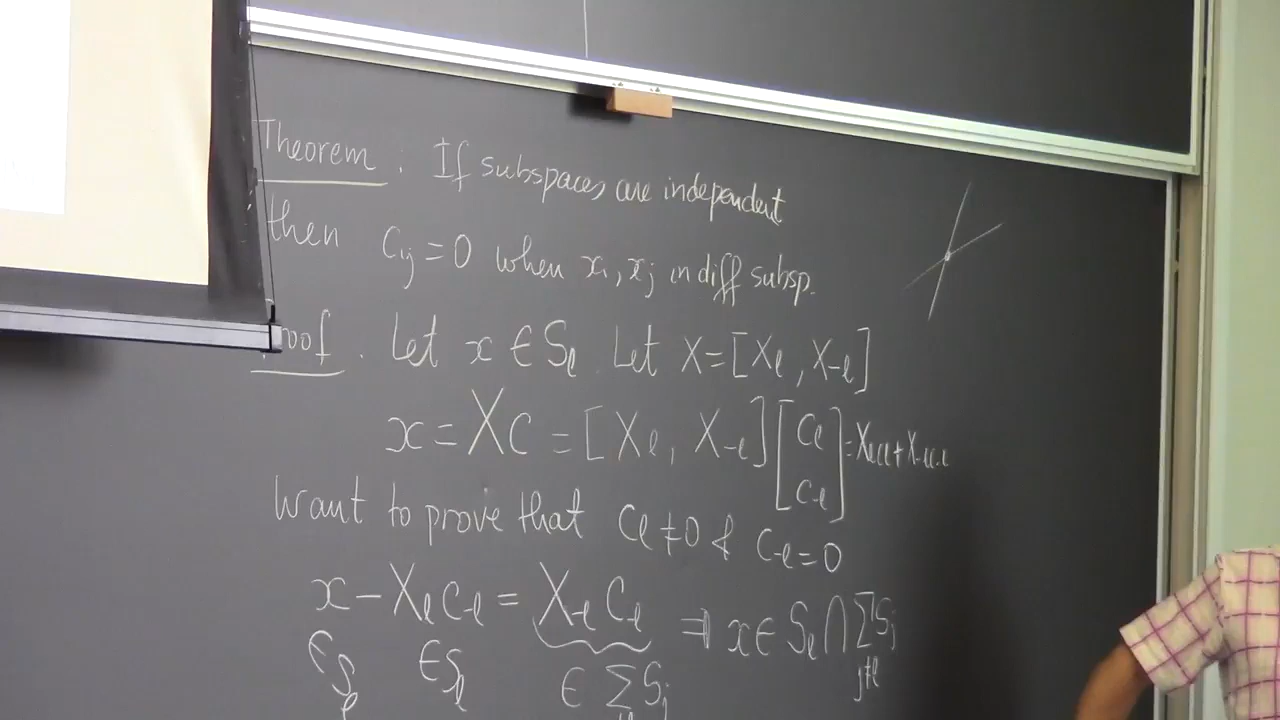 Theorem : If subspaces are independent
then Cij = 0 when xi, xj in diff subsp.
oof. Let x ∈ Sℓ. Let X = [Xℓ, X-ℓ]
x = XC = [Xℓ, X-ℓ] [Cℓ C-ℓ] = XℓCℓ + X-ℓC-ℓ
Want to prove that Cℓ ≠ 0 & C-ℓ = 0
x - XℓCℓ = X-ℓC-ℓ ⇒ x ∈ Sℓ ∩ ∑ Sj
j≠ℓ
∈ Sℓ ∈ Sℓ ∈ ∑ Sj